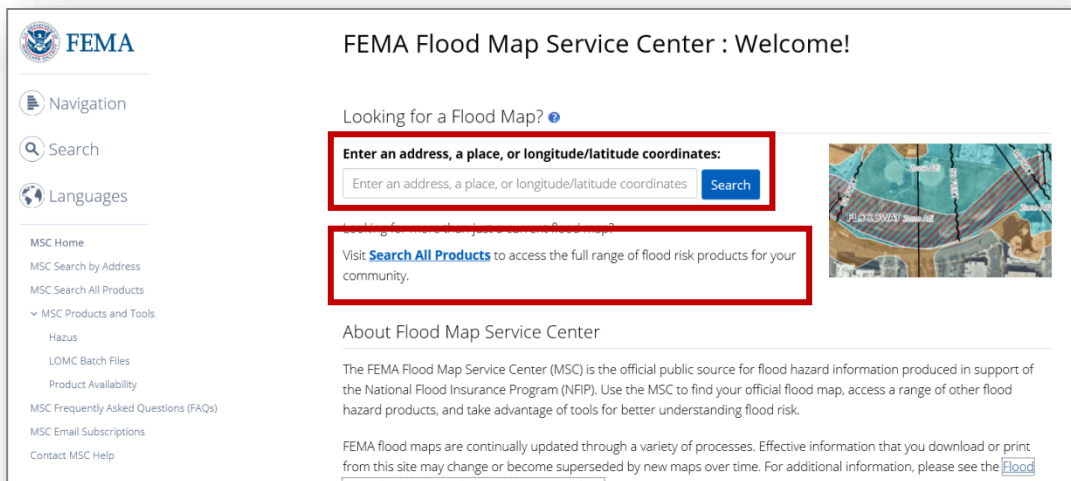 FEMA
Navigation
Search
Languages
MSC Home
MSC Search by Address
MSC Search All Products
MSC Products and Tools
Hazus
LOMC Batch Files
Product Availability
MSC Frequently Asked Questions (FAQs)
MSC Email Subscriptions
Contact MSC Help
FEMA Flood Map Service Center : Welcome!
Looking for a Flood Map? ?
Enter an address, a place, or longitude/latitude coordinates:
Enter an address, a place, or longitude/latitude coordinates Search
Looking for more than just a current flood map?
Visit Search All Products to access the full range of flood risk products for your
community.
FLOODWAY
About Flood Map Service Center
The FEMA Flood Map Service Center (MSC) is the official public source for flood hazard information produced in support of
the National Flood Insurance Program (NFIP). Use the MSC to find your official flood map, access a range of other flood
hazard products, and take advantage of tools for better understanding flood risk.
FEMA flood maps are continually updated through a variety of processes. Effective information that you download or print
from this site may change or become superseded by new maps over time. For additional information, please see the Flood